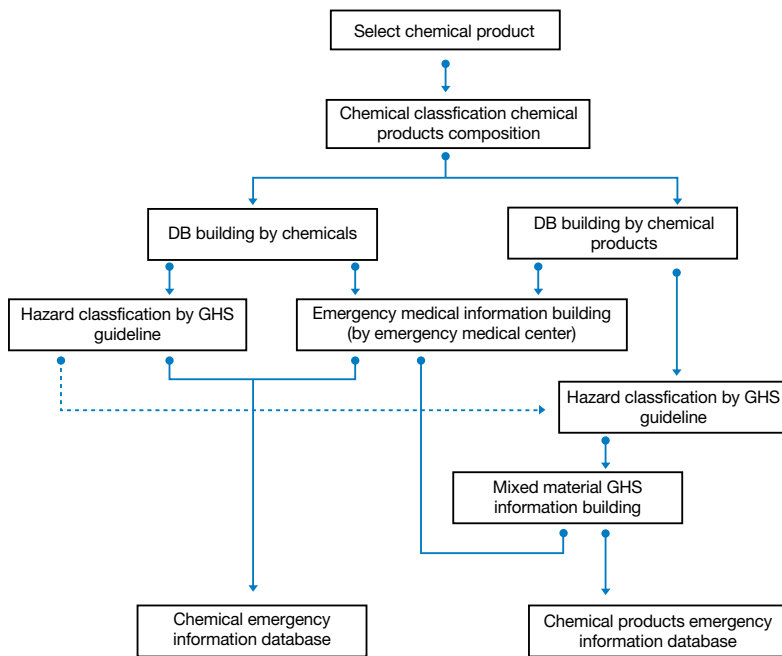 Select chemical product
Chemical classfication chemical
products composition
DB building by chemicals
DB building by chemical
products
Hazard classfication by GHS
guideline
Emergency medical information building
(by emergency medical center)
Hazard classfication by GHS
guideline
Mixed material GHS
information building
Chemical emergency
information database
Chemical products emergency
information database